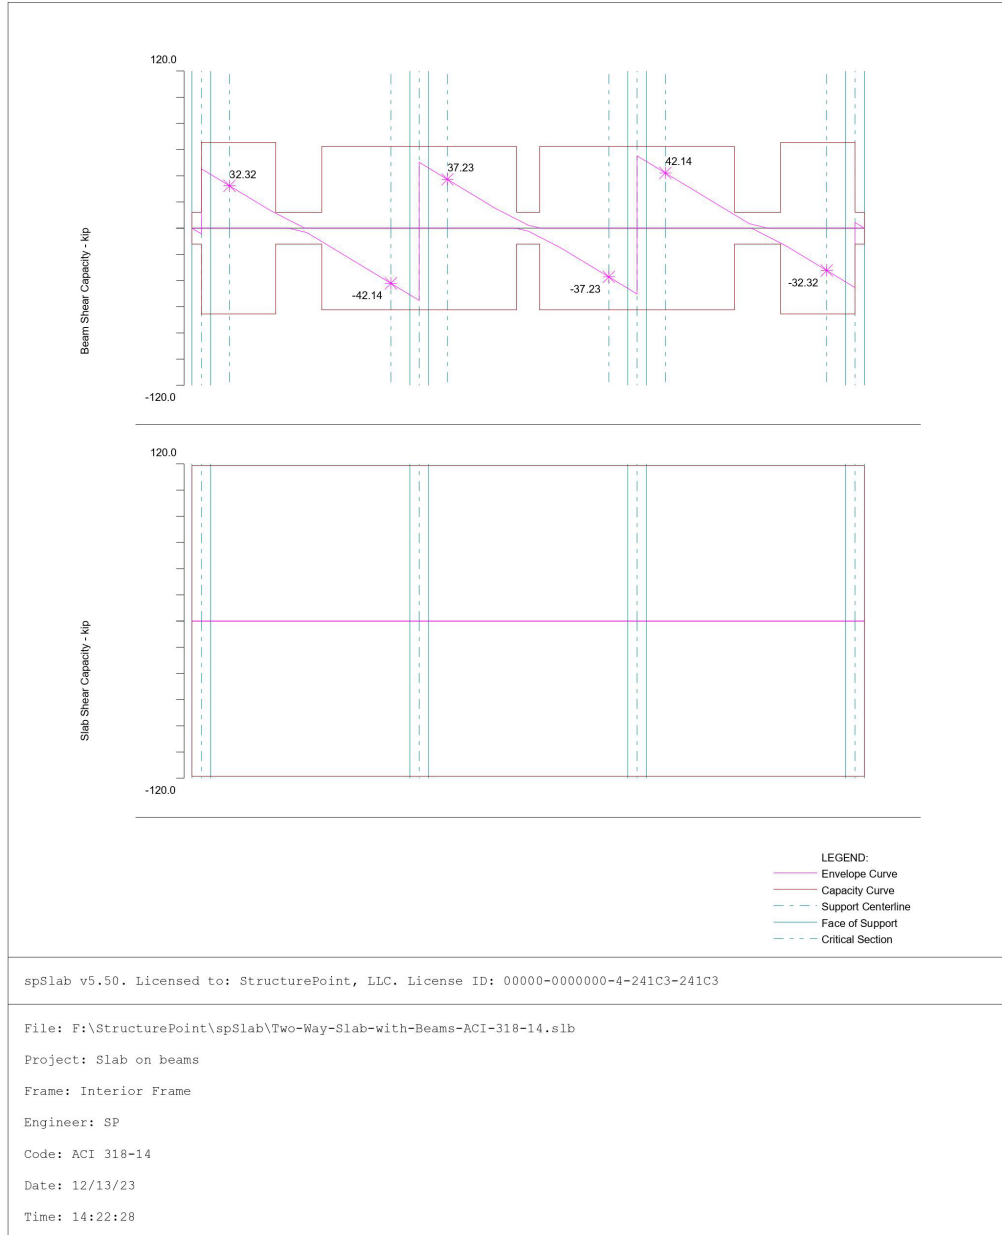 120.0
32.32
37.23
42.14
-42.14
-37.23
-32.32
Beam Shear Capacity - kip
-120.0
120.0
Slab Shear Capacity - kip
-120.0
LEGEND:
Envelope Curve
Capacity Curve
Support Centerline
Face of Support
Critical Section
spSlab v5.50. Licensed to: StructurePoint, LLC. License ID: 00000-0000000-4-241C3-241C3
File: F:\StructurePoint\spSlab\Two-Way-Slab-with-Beams-ACI-318-14.slb
Project: Slab on beams
Frame: Interior Frame
Engineer: SP
Code: ACI 318-14
Date: 12/13/23
Time: 14:22:28